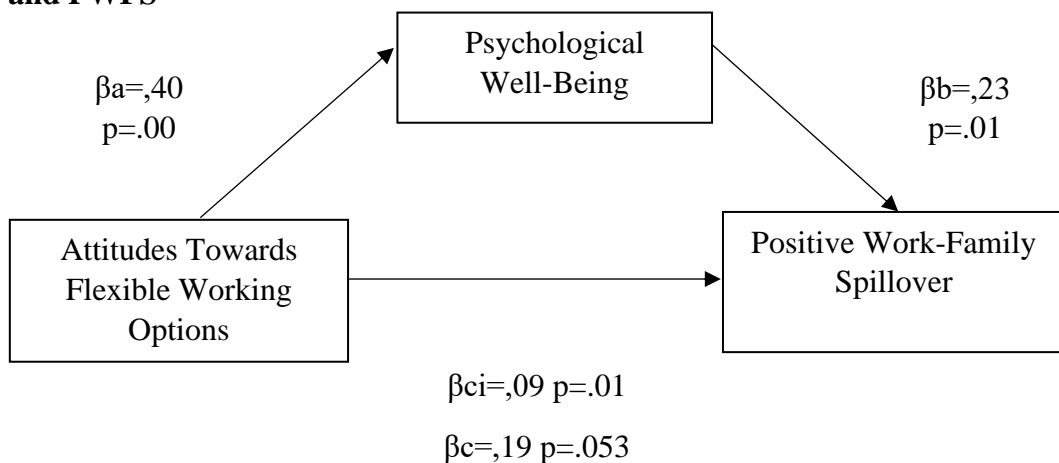 and PWFS
Psychological
Well-Being
βa=,40
p=.00
βb=,23
p=.01
Attitudes Towards
Flexible Working
Options
Positive Work-Family
Spillover
βci=,09 p=.01
βc=,19 p=.053